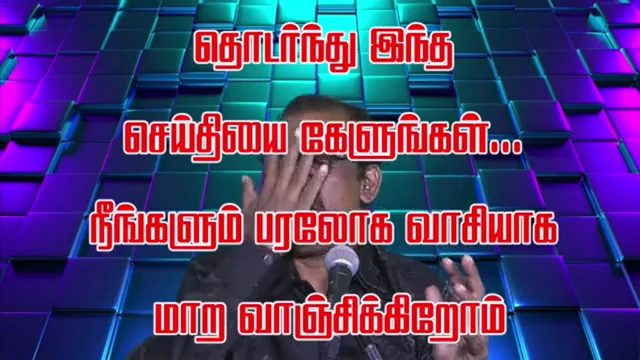 தொடர்ந்து இந்த
செய்தியை கேளுங்கள்...
நீங்களும் பரலோக வாசியாக
மாற வாஞ்சிக்கிறோம்